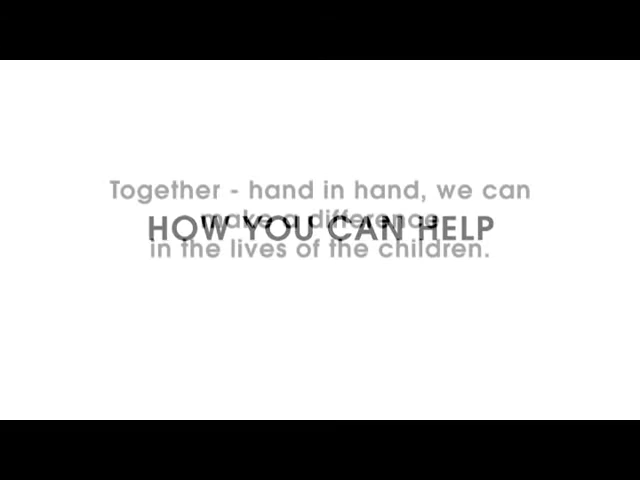 Together - hand in hand, we can
make a difference
HOW YOU CAN HELP
in the lives of the children.